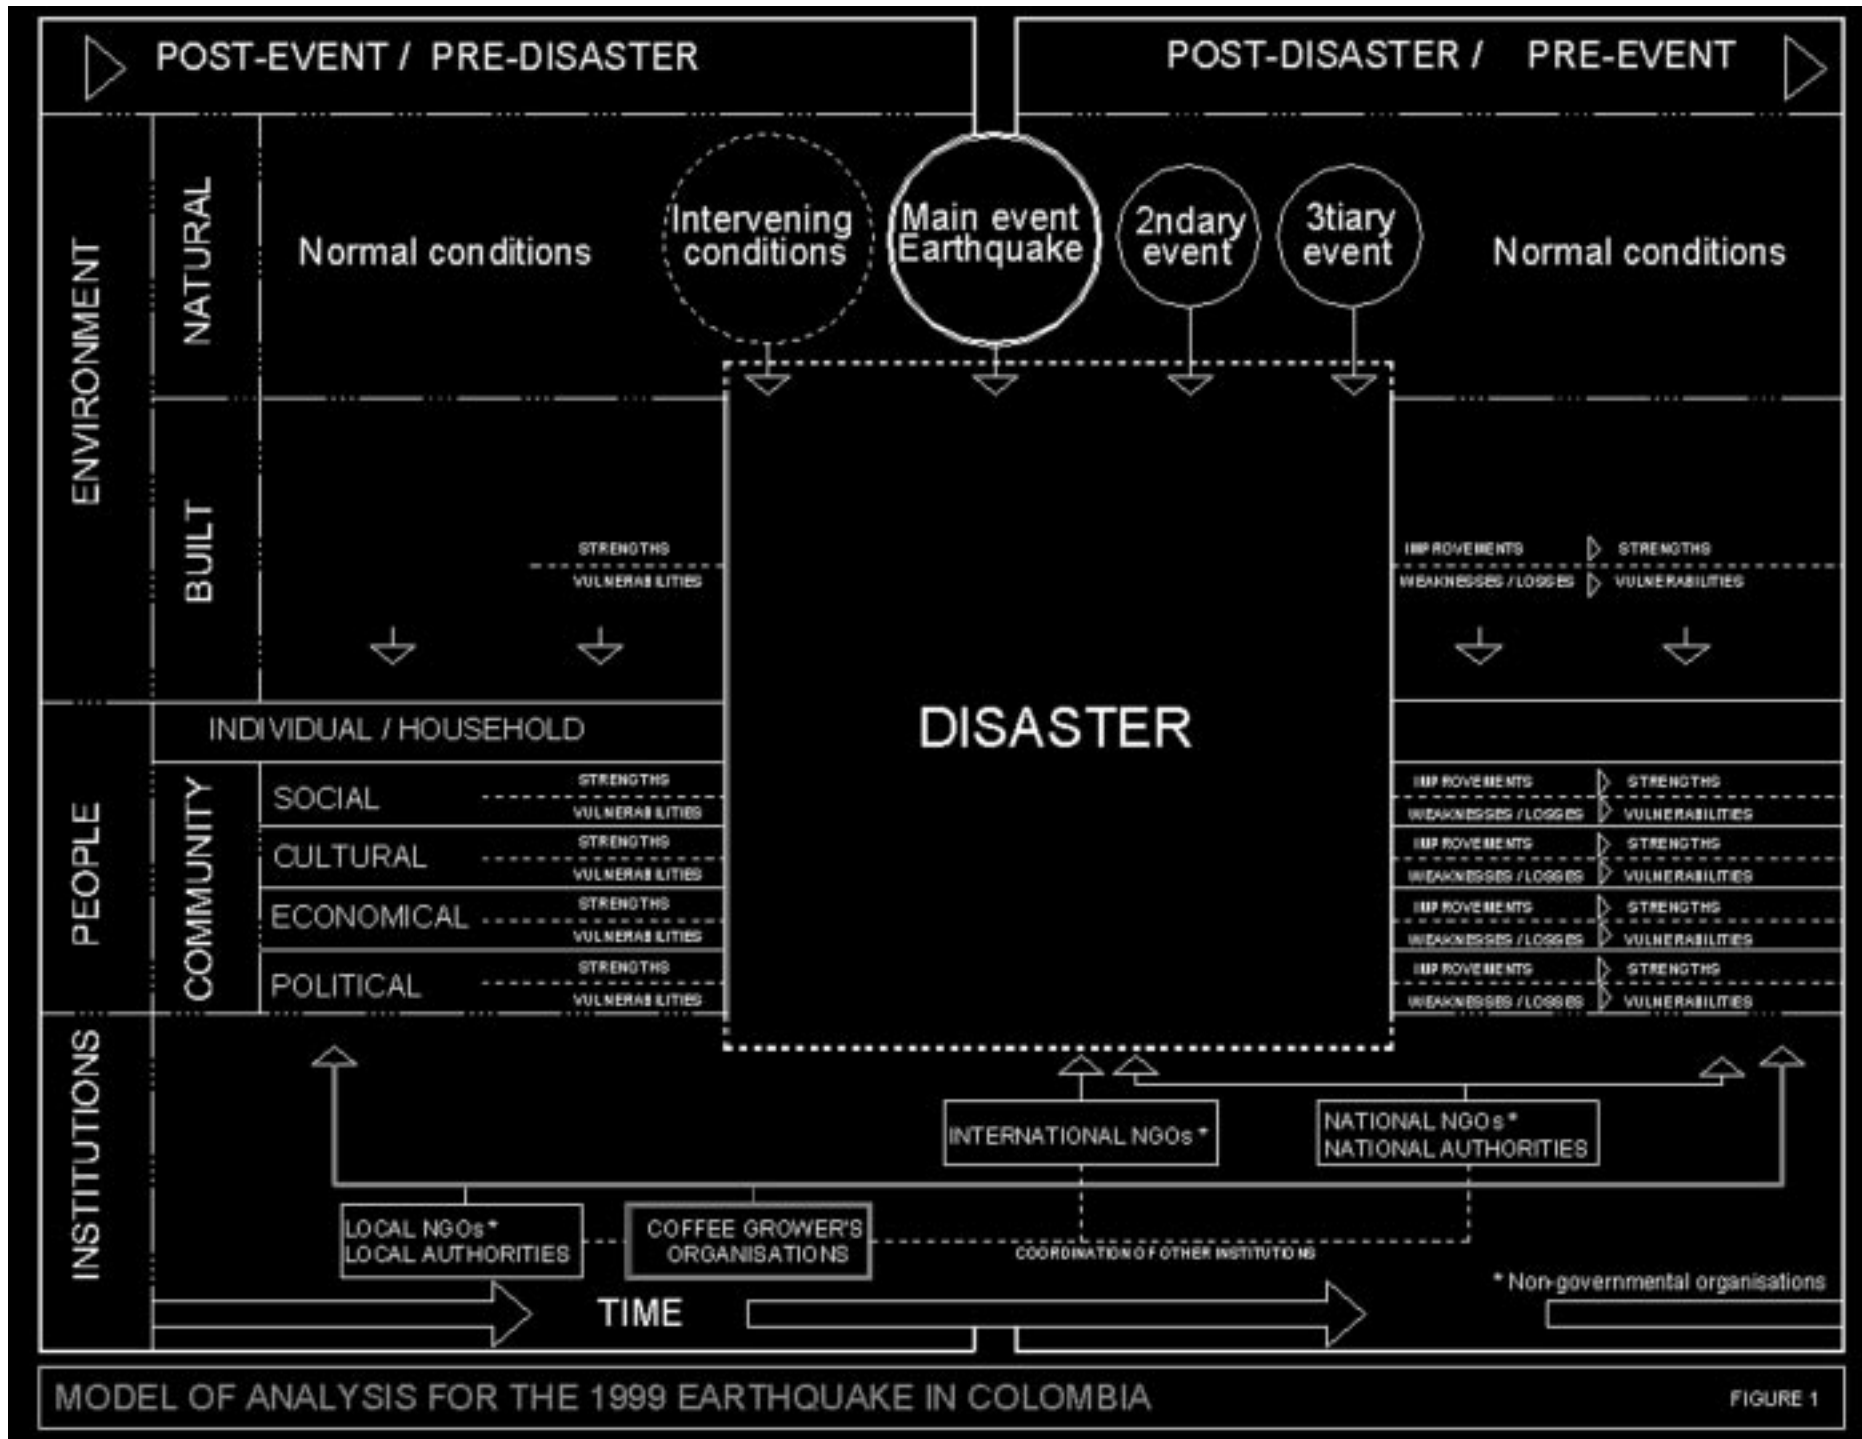 POST-EVENT / PRE-DISASTER
POST-DISASTER / PRE-EVENT
ENVIRONMENT
NATURAL
Normal conditions
Intervening
conditions
Main event
Earthquake
2ndary
event
3tiary
event
Normal conditions
BUILT
STRENGTHS
VULNERABILITIES
IMPROVEMENTS STRENGTHS
WEAKNESSES / LOSSES VULNERABILITIES
DISASTER
PEOPLE
INDIVIDUAL / HOUSEHOLD
COMMUNITY
SOCIAL
STRENGTHS
VULNERABILITIES
IMPROVEMENTS STRENGTHS
WEAKNESSES / LOSSES VULNERABILITIES
CULTURAL
STRENGTHS
VULNERABILITIES
IMPROVEMENTS STRENGTHS
WEAKNESSES / LOSSES VULNERABILITIES
ECONOMICAL
STRENGTHS
VULNERABILITIES
IMPROVEMENTS STRENGTHS
WEAKNESSES / LOSSES VULNERABILITIES
POLITICAL
STRENGTHS
VULNERABILITIES
IMPROVEMENTS STRENGTHS
WEAKNESSES / LOSSES VULNERABILITIES
INSTITUTIONS
INTERNATIONAL NGOs *
NATIONAL NGOs *
NATIONAL AUTHORITIES
LOCAL NGOs *
LOCAL AUTHORITIES
COFFEE GROWER'S
ORGANISATIONS
COORDINATION OF OTHER INSTITUTIONS
* Non-governmental organisations
TIME
MODEL OF ANALYSIS FOR THE 1999 EARTHQUAKE IN COLOMBIA
FIGURE 1